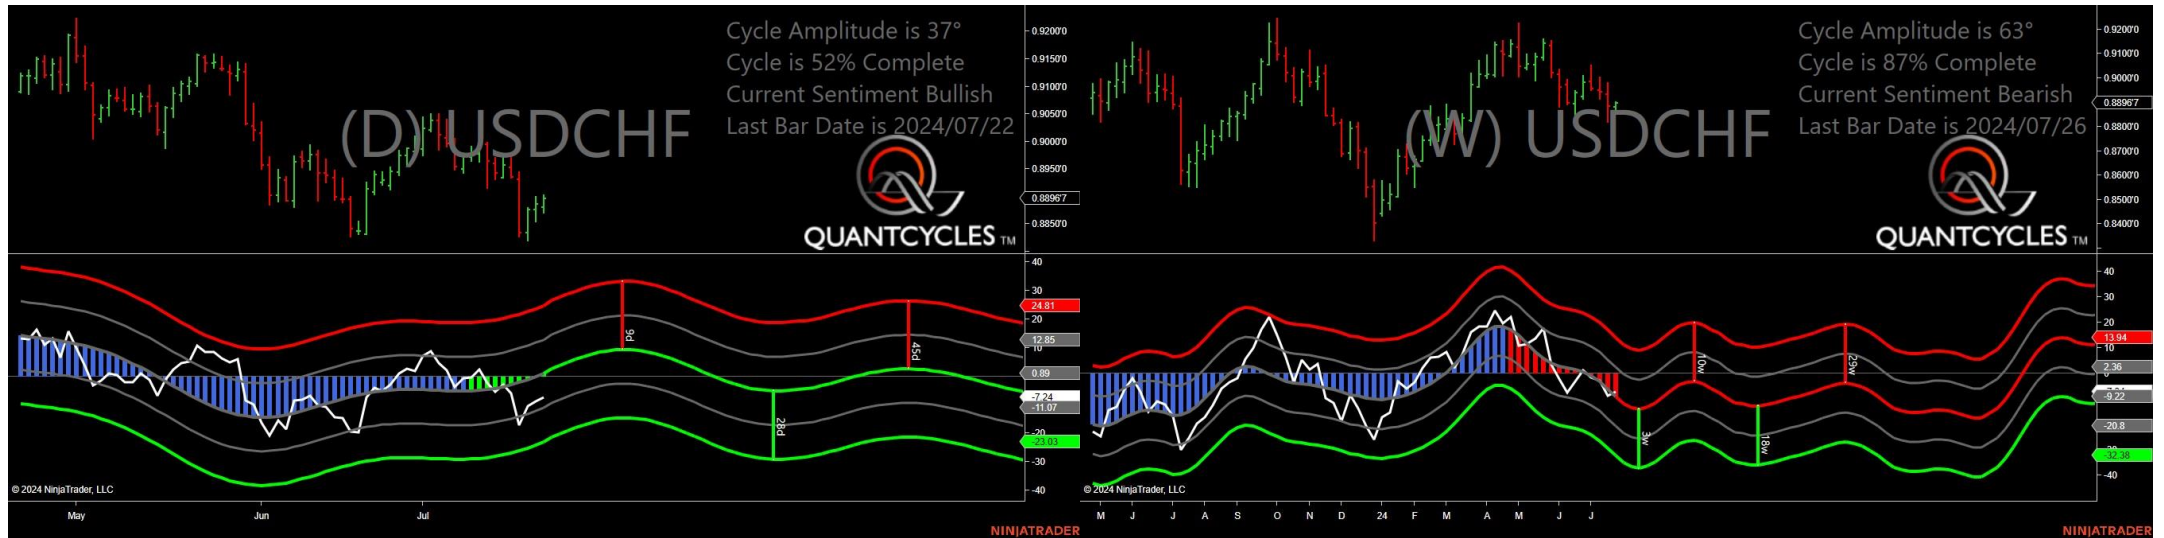 Cycle Amplitude is 37°
Cycle is 52% Complete
Current Sentiment Bullish
Last Bar Date is 2024/07/22
(D) USDCHF
QUANTCYCLES TM
0.9200'0
0.9150'0
0.9100'0
0.9050'0
0.9000'0
0.8950'0
0.8896'7
0.8850'0
40
30
24.81
20
12.85
10
0.89
-7.24
-11.07
-20
-23.03
-30
-40
9d
28d
45d
© 2024 NinjaTrader, LLC
May
Jun
Jul
NINJATRADER
Cycle Amplitude is 63°
Cycle is 87% Complete
Current Sentiment Bearish
Last Bar Date is 2024/07/26
(W) USDCHF
QUANTCYCLES TM
0.9200'0
0.9100'0
0.9000'0
0.8896'7
0.8800'0
0.8700'0
0.8600'0
0.8500'0
0.8400'0
40
30
20
13.94
10
2.36
0
-9.22
-20.8
-32.38
-40
3w
10w
18w
29w
© 2024 NinjaTrader, LLC
M
J
J
A
S
O
N
D
24
F
M
A
M
J
J
NINJATRADER